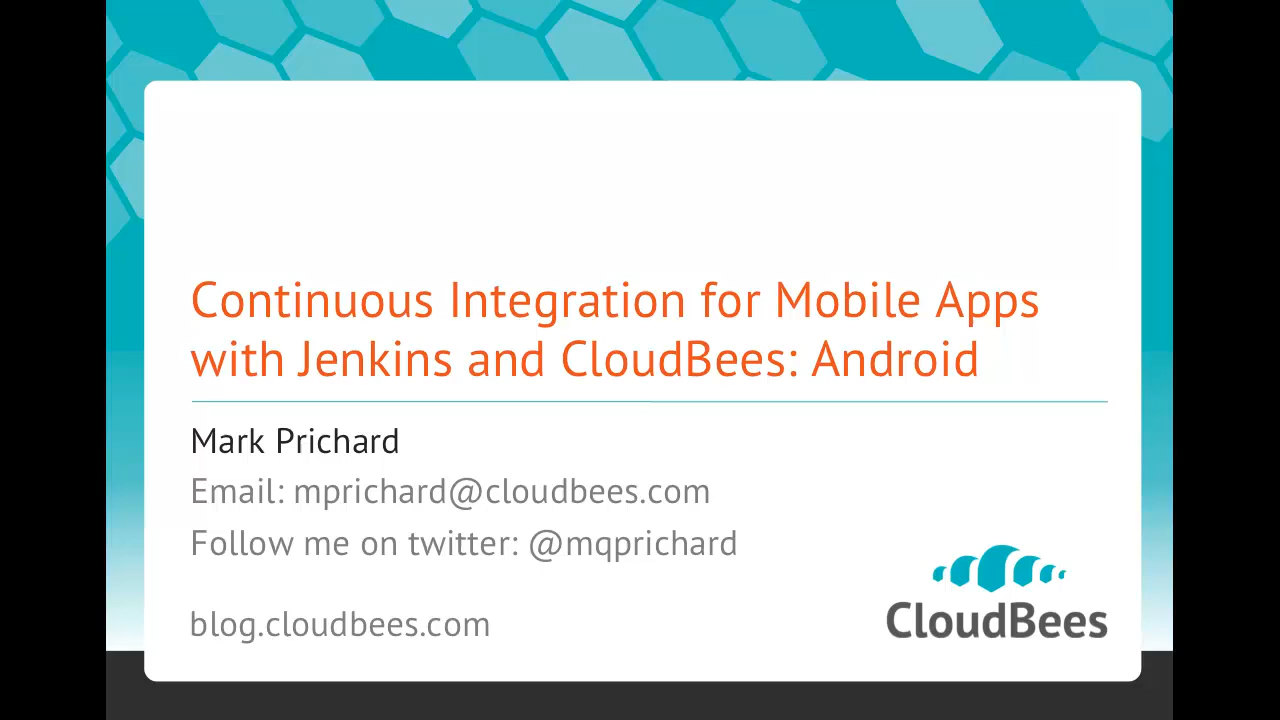 Continuous Integration for Mobile Apps
with Jenkins and CloudBees: Android
Mark Prichard
Email: mprichard@cloudbees.com
Follow me on twitter: @mqprichard
blog.cloudbees.com
CloudBees